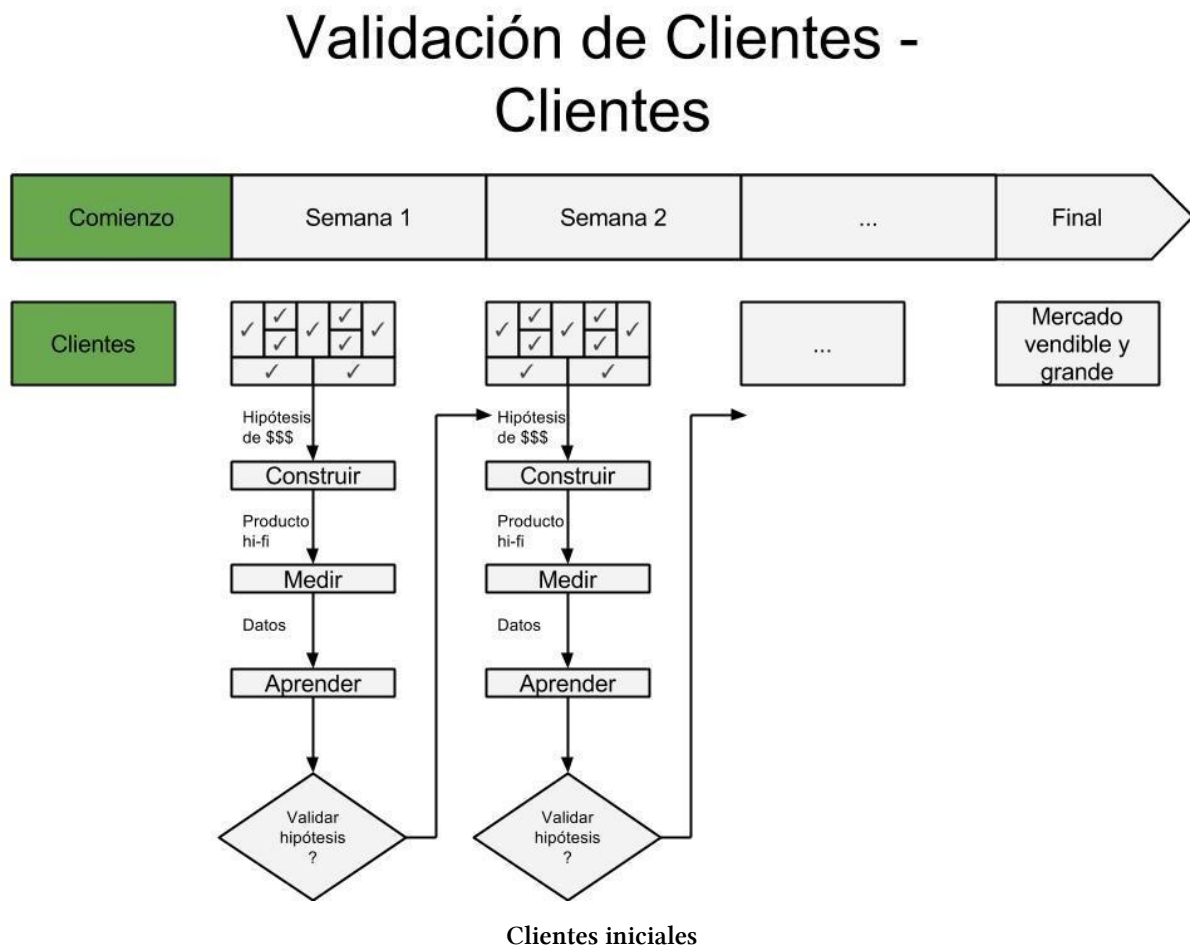 Validación de Clientes -
Clientes
Comienzo
Semana 1
Semana 2
...
Final
Clientes
✓ ✓ ✓ ✓ ✓
✓ ✓
✓ ✓
✓ ✓ ✓ ✓ ✓
✓ ✓
✓ ✓
...
Mercado
vendible y
grande
Hipótesis
de $$$
Construir
Producto
hi-fi
Medir
Datos
Aprender
Validar
hipótesis
?
Hipótesis
de $$$
Construir
Producto
hi-fi
Medir
Datos
Aprender
Validar
hipótesis
?
Clientes iniciales